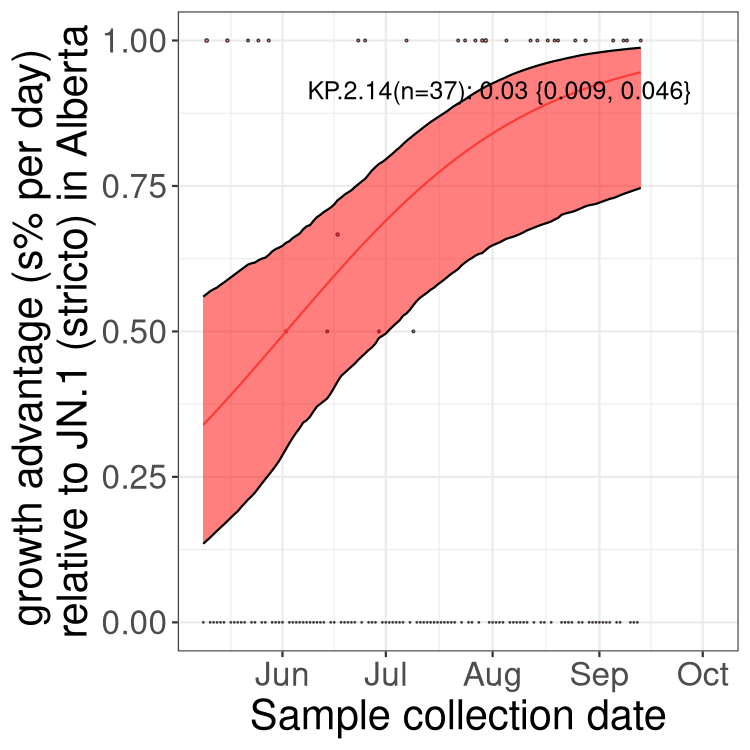 growth advantage (s% per day)
relative to JN.1 (stricto) in Alberta
1.00
0.75
0.50
0.25
0.00
KP.2.14(n=37): 0.03 {0.009, 0.046}
Jun Jul Aug Sep Oct
Sample collection date